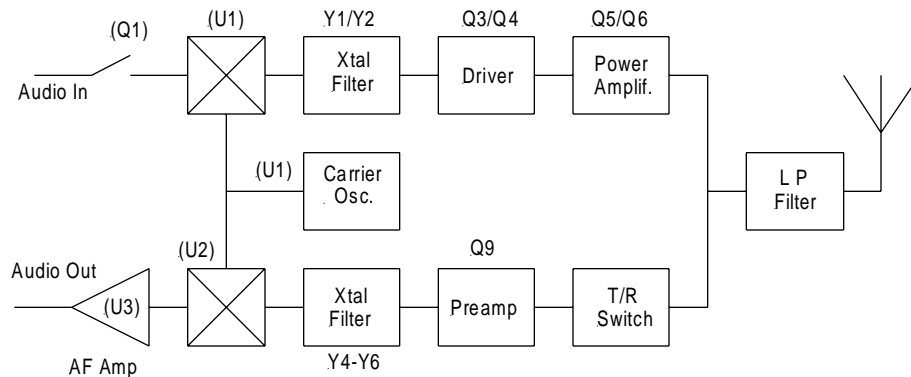 (Q1)
(U1)
Y1/Y2
Q3/Q4
Q5/Q6
Audio In
Xtal
Filter
Driver
Power
Amplif.
(U1)
Carrier
Osc.
L P
Filter
(U2)
Q9
Audio Out
(U3)
AF Amp
Xtal
Filter
Y4-Y6
Preamp
T/R
Switch